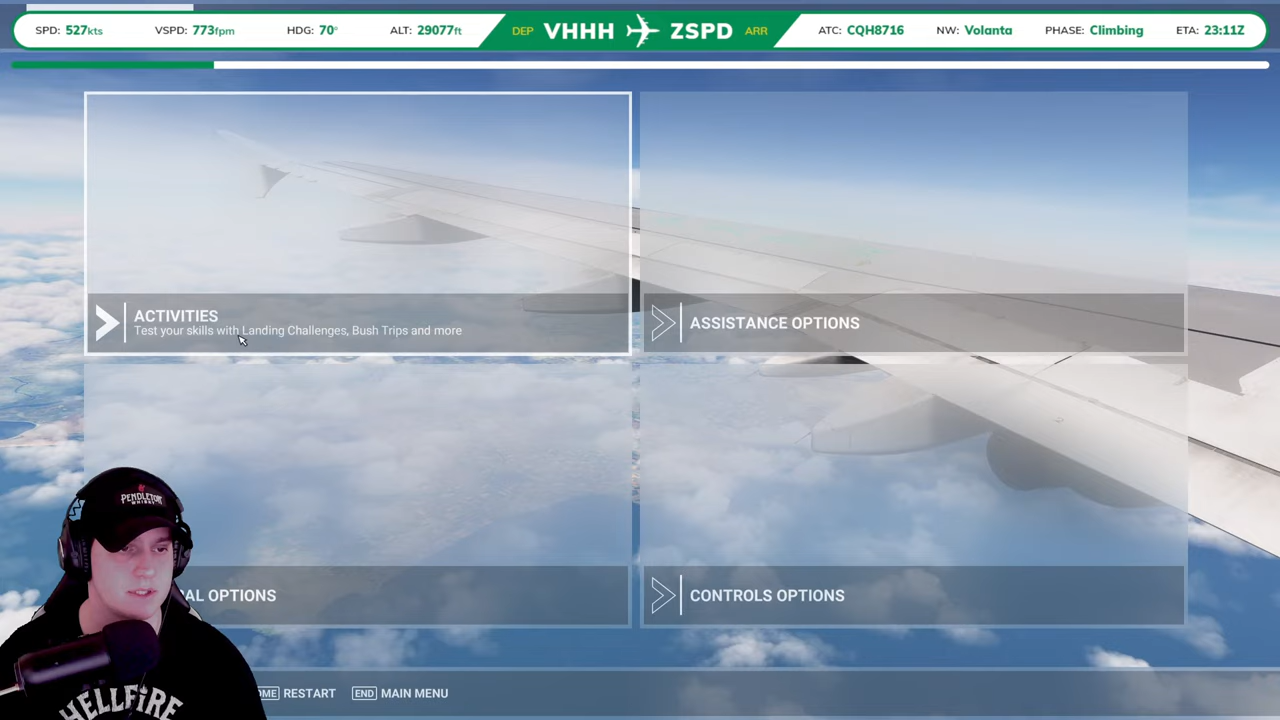 SPD: 527kts VSPD: 773fpm HDG: 70° ALT: 29077ft DEP VHHH ZSPD ARR ATC: CQH8716 NW: Volanta PHASE: Climbing ETA: 23:11Z
ACTIVITIES
Test your skills with Landing Challenges, Bush Trips and more
ASSISTANCE OPTIONS
AL OPTIONS
CONTROLS OPTIONS
PENDLETON
WHISKY
HELLFIRE
OME RESTART END MAIN MENU